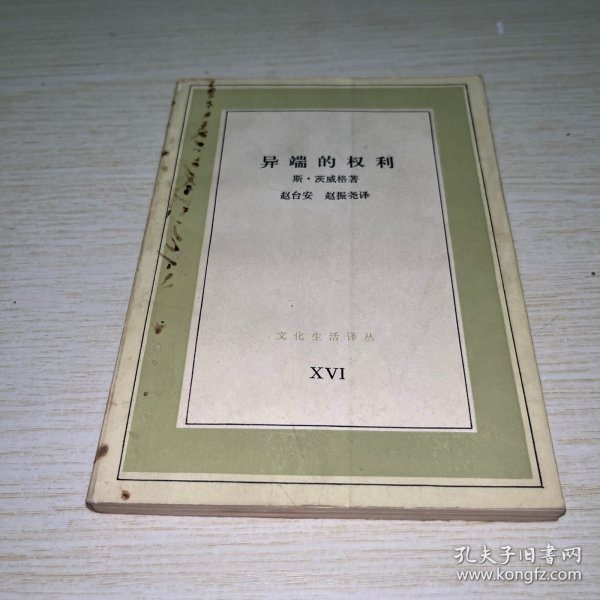 异端的权利
斯·茨威格著
赵台安 赵振尧译
文化生活译丛
XVI
孔夫子旧书网
www.kongfz.com